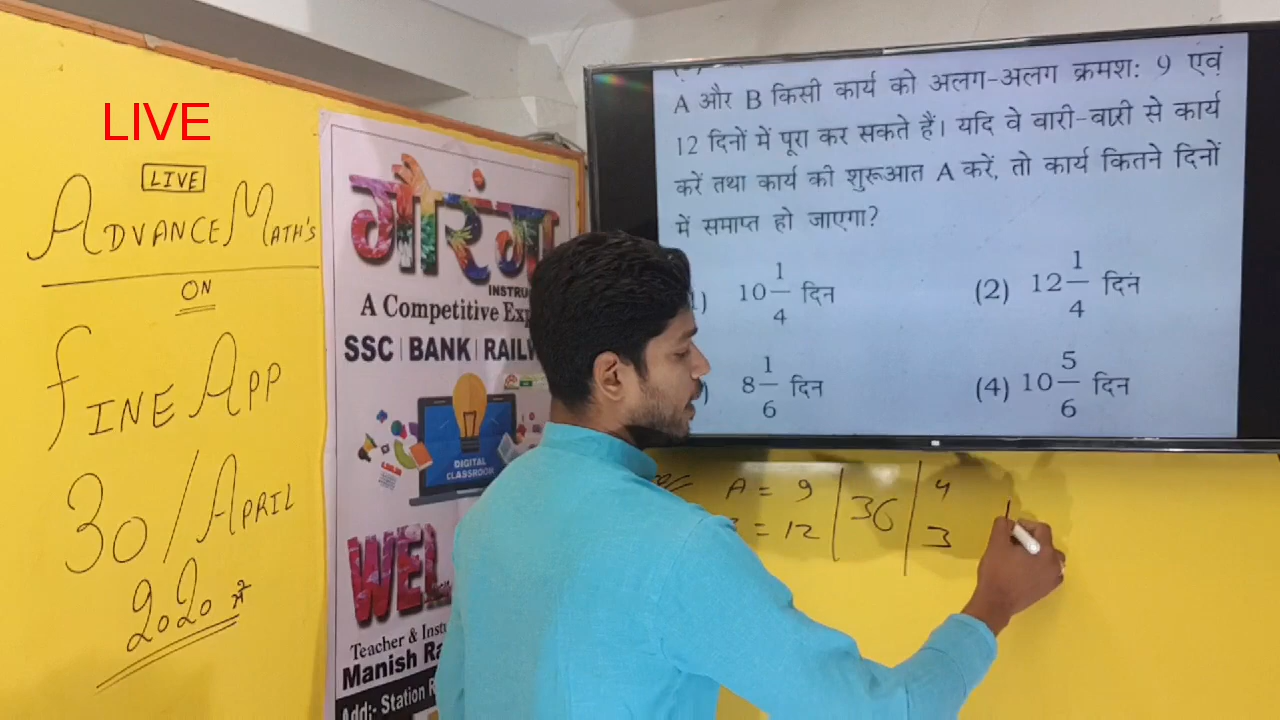 LIVE
LIVE
ADVANCE MATH'S
ON
FINE APP
30/APRIL
2020 में
गौरंगा
INSTRU
A Competitive Exp
SSC | BANK | RAILW
DIGITAL
CLASSROOM
WEL
Teacher & Instu
Manish Ra
Add:- Station R
A और B किसी कार्य को अलग-अलग क्रमश: 9 एवं
12 दिनों में पूरा कर सकते हैं। यदि वे वारी-वारी से कार्य
करें तथा कार्य की शुरूआत A करें, तो कार्य कितने दिनों
में समाप्त हो जाएगा?
) 10 1/4 दिन (2) 12 1/4 दिन
) 8 1/6 दिन (4) 10 5/6 दिन
A = 9 | 36 | 4
= 12 3